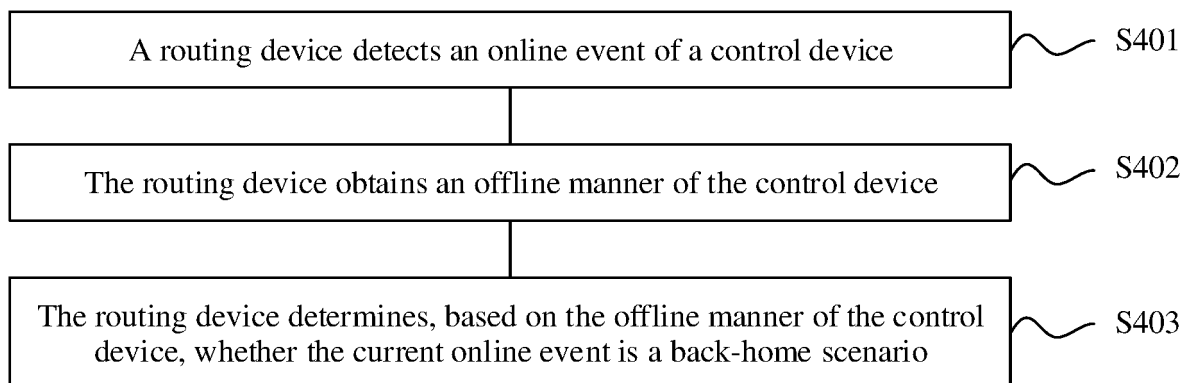 A routing device detects an online event of a control device
S401
The routing device obtains an offline manner of the control device
S402
The routing device determines, based on the offline manner of the control
device, whether the current online event is a back-home scenario
S403